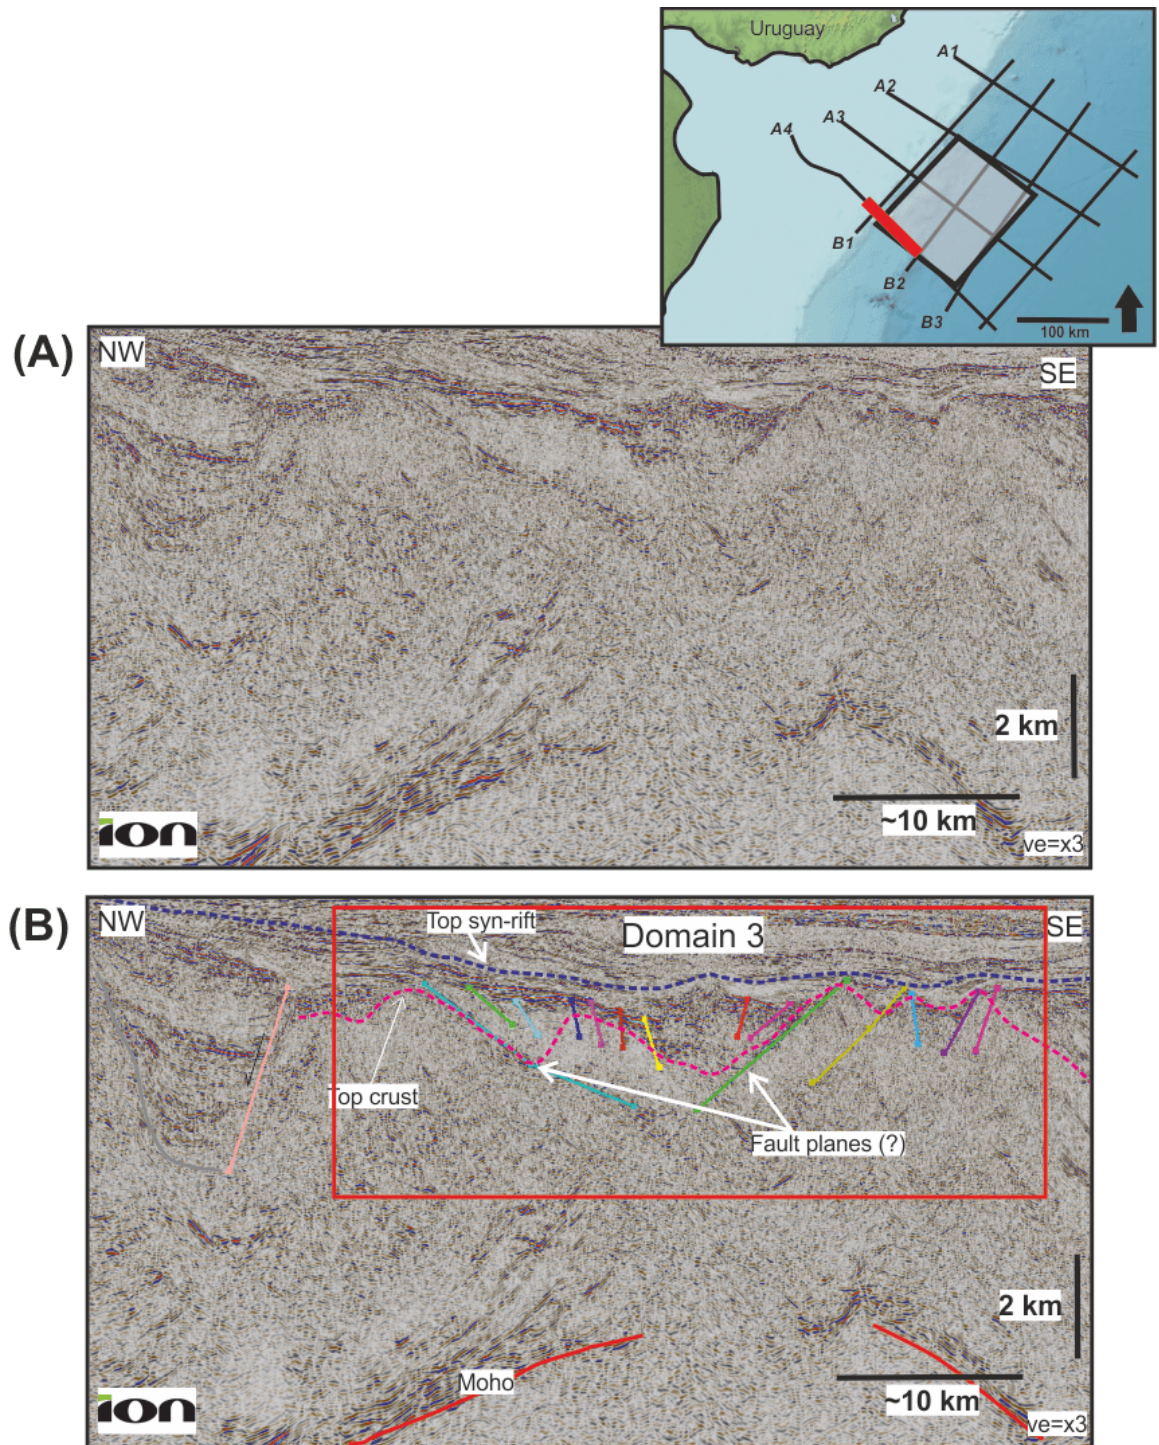 Uruguay
A1
A2
A3
A4
B1
B2
B3
100 km
(A)
NW
SE
2 km
~10 km
ion
ve=x3
(B)
NW
Top syn-rift
Domain 3
SE
Top crust
Fault planes (?)
2 km
Moho
~10 km
ion
ve=x3